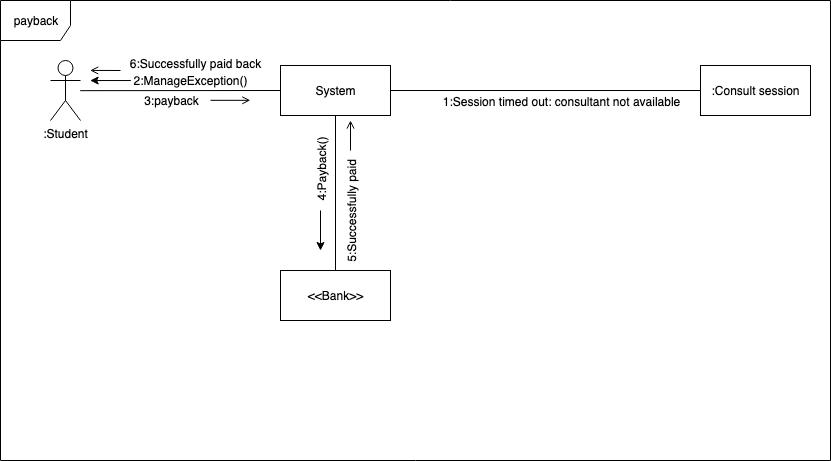 payback
6:Successfully paid back
2:ManageException()
3:payback
:Student
System
1:Session timed out: consultant not available
:Consult session
4:Payback()
5:Successfully paid
<<Bank>>